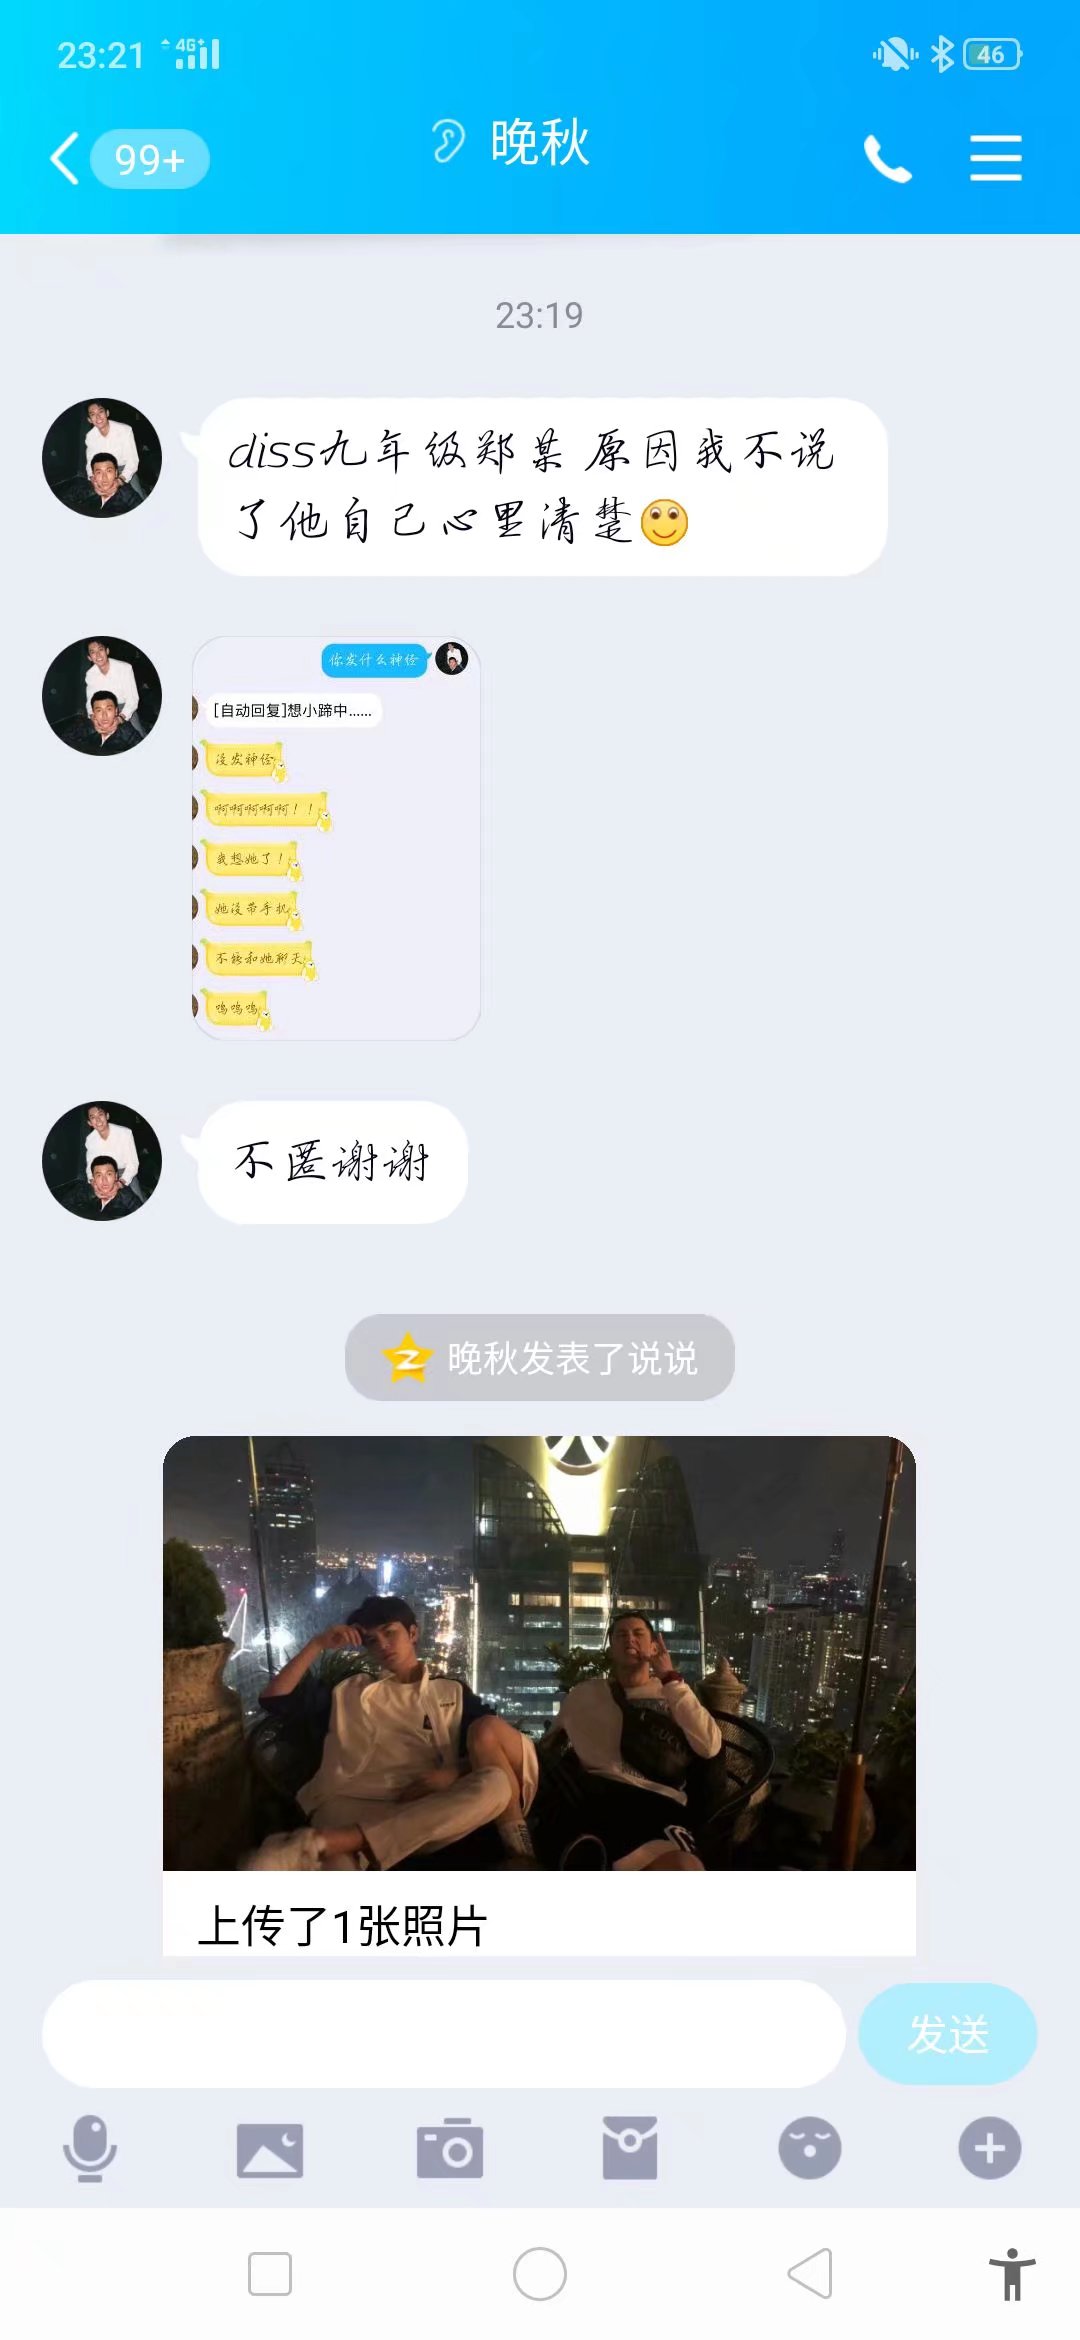 23:21 4G+ 46
99+ 晚秋
23:19
diss九年级郑某 原因我不说
了他自己心里清楚
你发什么神经
[自动回复]想小蹄中......
没发神经
啊啊啊啊啊！！
我想她了！
她没带手机
不能和她聊天
呜呜呜
不匿谢谢
晚秋发表了说说
上传了1张照片
发送